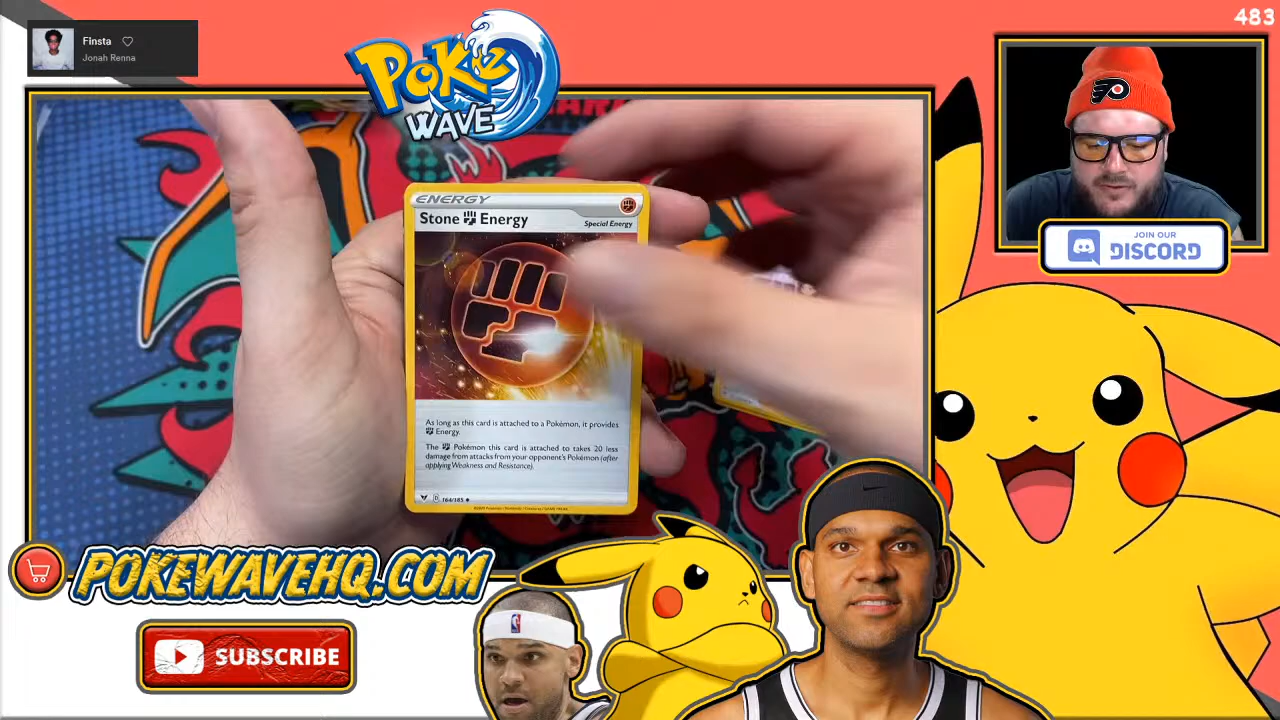 483
Finsta
Jonah Renna
POKE
WAVE
JOIN OUR
DISCORD
ENERGY
Stone Energy
Special Energy
As long as this card is attached to a Pokémon, it provides
Energy.
The Pokémon this card is attached to takes 20 less
damage from attacks from your opponent's Pokémon (after
applying Weakness and Resistance).
D 164/185
POKEWAVEHQ.COM
SUBSCRIBE